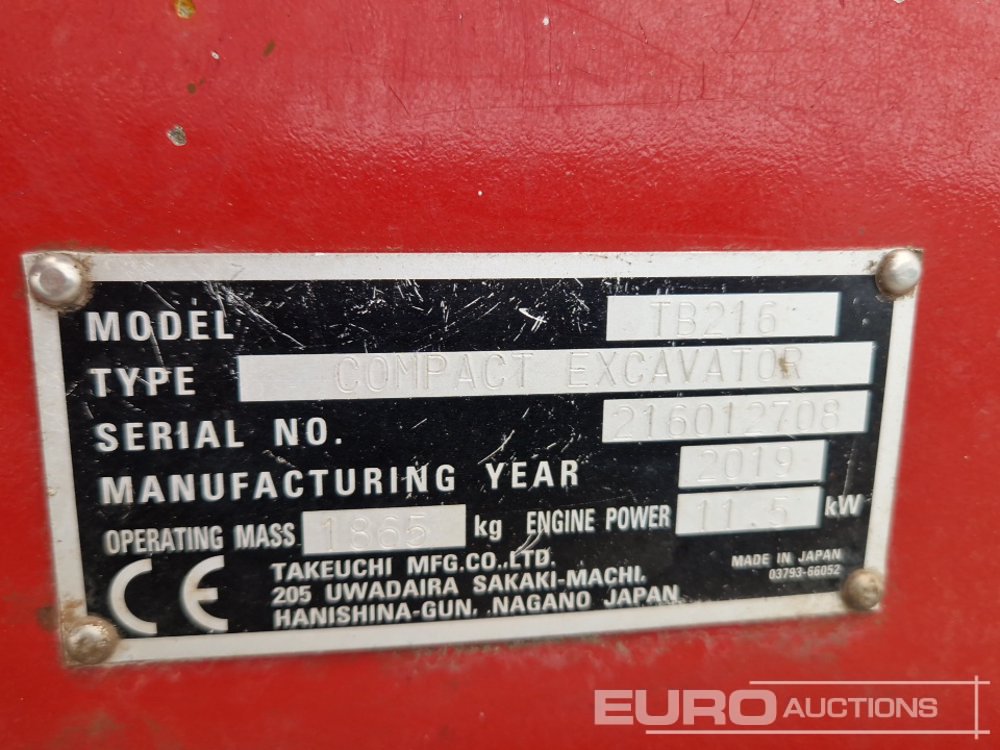 MODEL TB216
TYPE COMPACT EXCAVATOR
SERIAL NO. 216012708
MANUFACTURING YEAR 2019
OPERATING MASS 1865 kg ENGINE POWER 11.5 kW
CE
TAKEUCHI MFG.CO.,LTD.
205 UWADAIRA SAKAKI-MACHI,
HANISHINA-GUN, NAGANO JAPAN
MADE IN JAPAN
03793-66052
EURO AUCTIONS